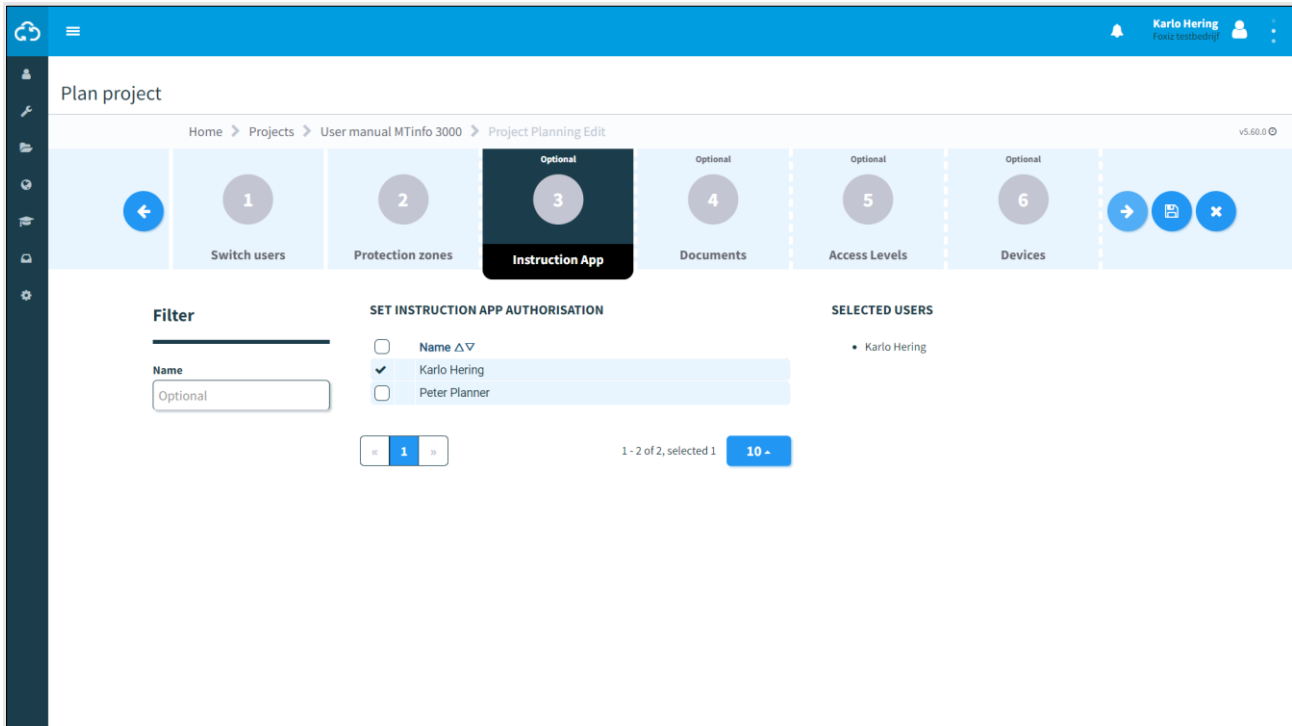 Karlo Hering
Foxiz testbedrijf
Plan project
Home Projects User manual MTinfo 3000 Project Planning Edit
v5.60.0
Optional Optional Optional Optional
1 2 3 4 5 6
Switch users Protection zones Instruction App Documents Access Levels Devices
Filter
Name
Optional
SET INSTRUCTION APP AUTHORISATION
Name △▽
Karlo Hering
Peter Planner
« 1 »
1 - 2 of 2, selected 1
10
SELECTED USERS
• Karlo Hering